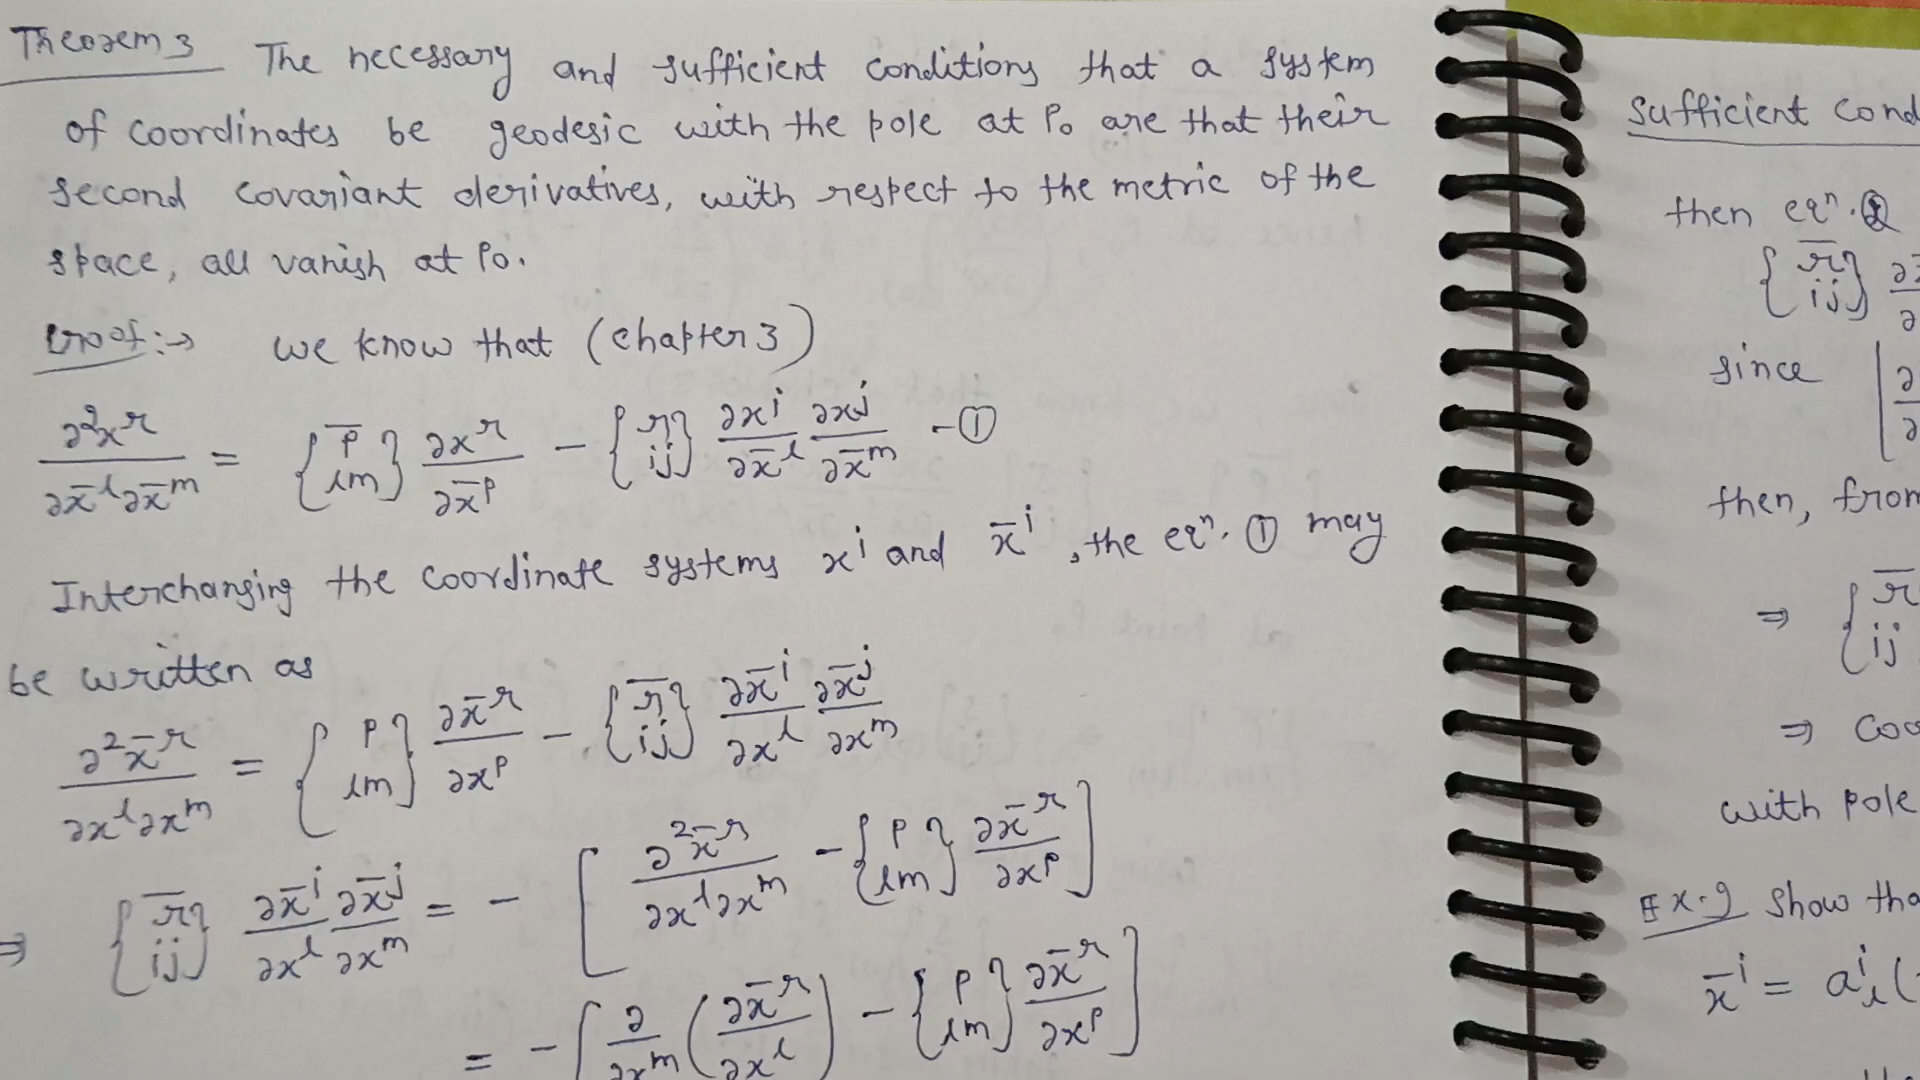 Theorem 3 The necessary and sufficient conditions that a system
of coordinates be geodesic with the pole at P₀ are that their
second covariant derivatives, with respect to the metric of the
space, all vanish at P₀.
Proof:→ we know that (chapter 3)
∂²xʳ/∂x̄ˡ∂x̄ᵐ = {p̄ lm} ∂xʳ/∂x̄ᵖ − {r ij} ∂xⁱ/∂x̄ˡ ∂xʲ/∂x̄ᵐ -①
Interchanging the coordinate systems xⁱ and x̄ⁱ, the eqⁿ. ① may
be written as
∂²x̄ʳ/∂xˡ∂xᵐ = {p lm} ∂x̄ʳ/∂xᵖ − {r̄ ij} ∂x̄ⁱ/∂xˡ ∂x̄ʲ/∂xᵐ
⇒ {r̄ ij} ∂x̄ⁱ/∂xˡ ∂x̄ʲ/∂xᵐ = − [∂²x̄ʳ/∂xˡ∂xᵐ − {p lm} ∂x̄ʳ/∂xᵖ]
= − [∂/∂xᵐ (∂x̄ʳ/∂xˡ) − {p lm} ∂x̄ʳ/∂xᵖ]
Sufficient cond
then eqⁿ. ②
{r̄ ij}
since
then, from
⇒ {r̄ ij
⇒ coo
with pole
Ex. 9 Show tha
x̄ⁱ = aⁱₗ(